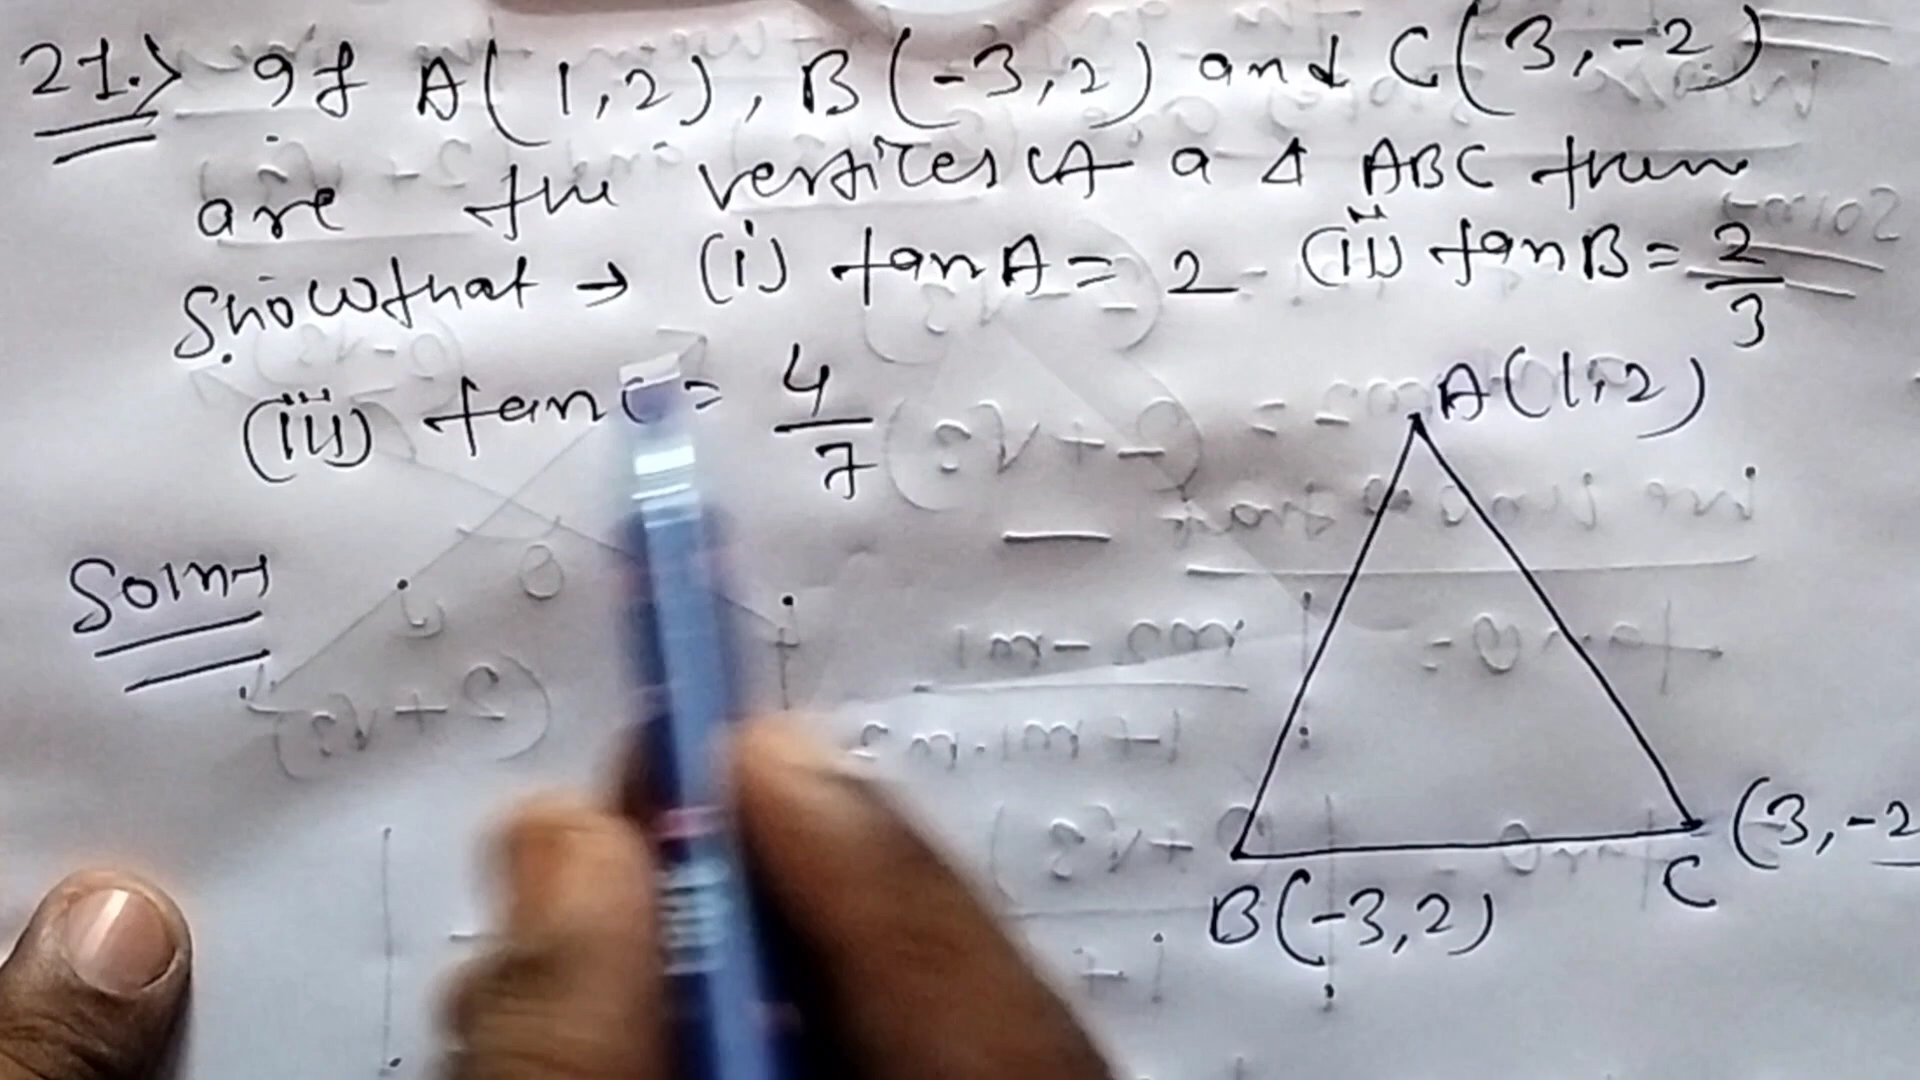 21.> If A(1,2), B(-3,2) and C(3,-2)
are the vertices of a Δ ABC then
Show that → (i) tan A = 2 (ii) tan B = 2/3
(iii) tan C = 4/7
Soln→
A(1,2)
B(-3,2)
C (3,-2